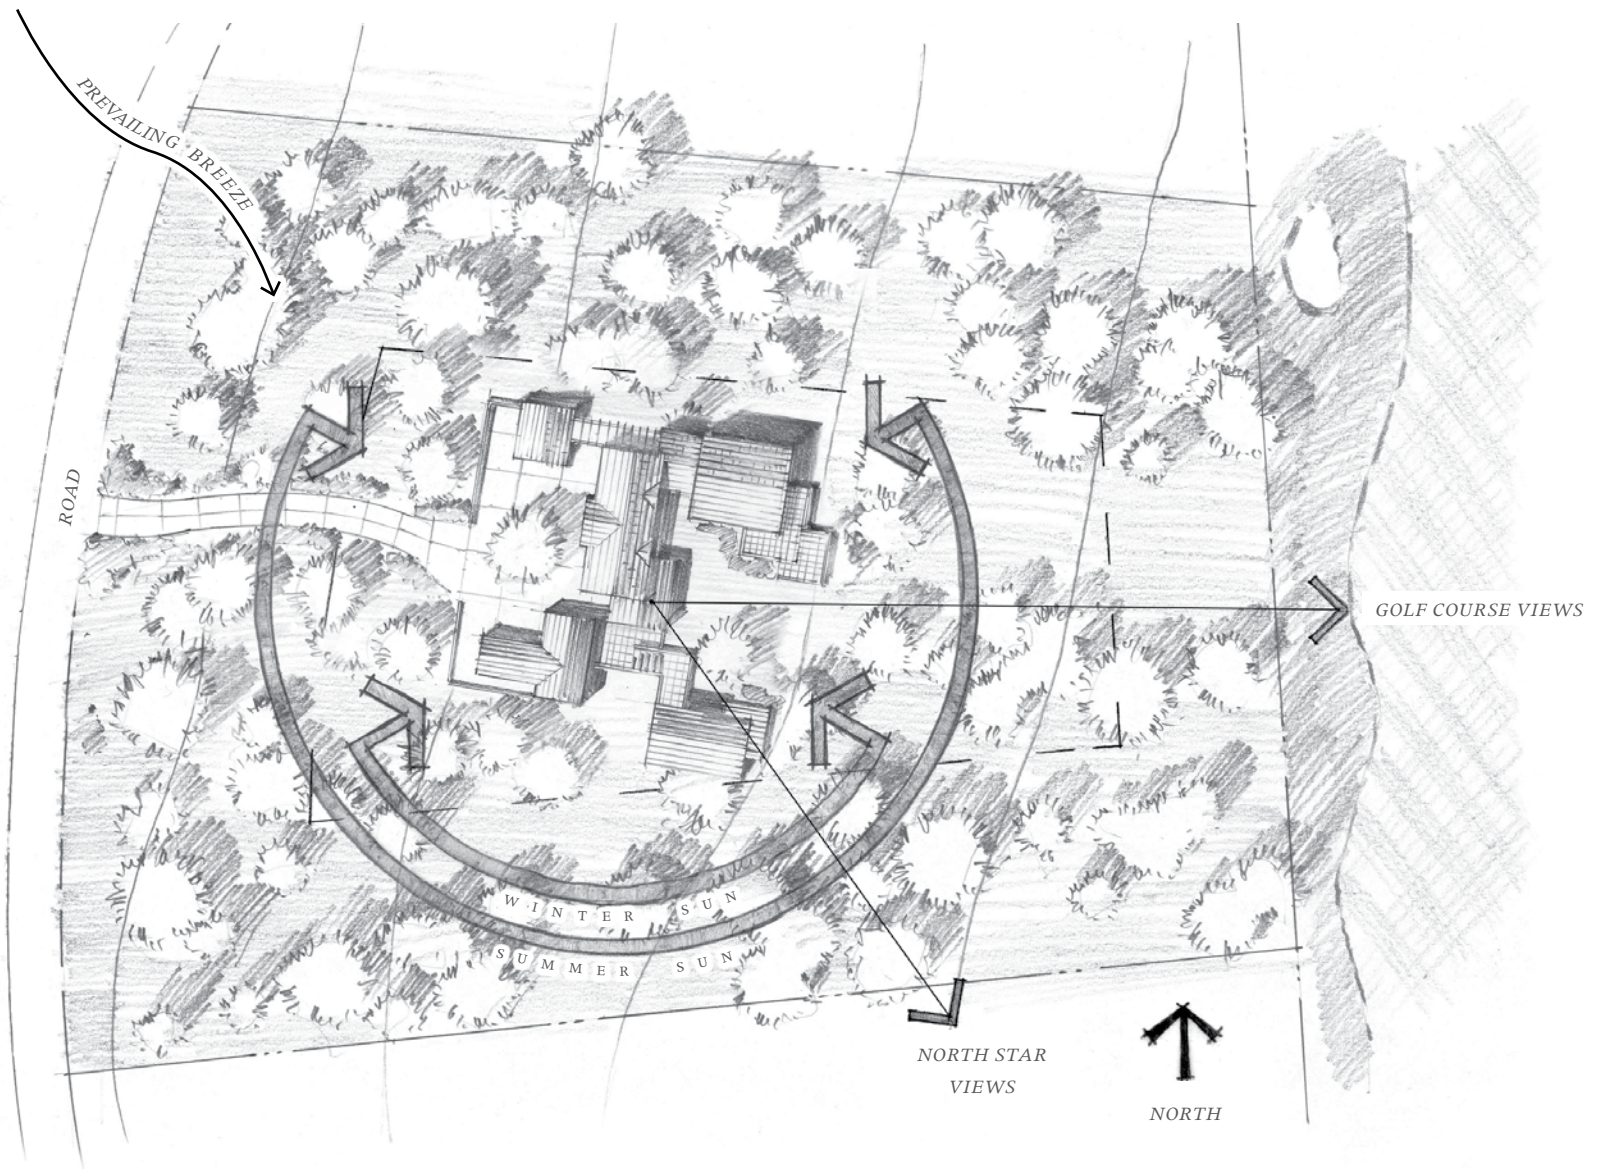 PREVAILING BREEZE
ROAD
GOLF COURSE VIEWS
WINTER SUN
SUMMER SUN
NORTH STAR
VIEWS
NORTH